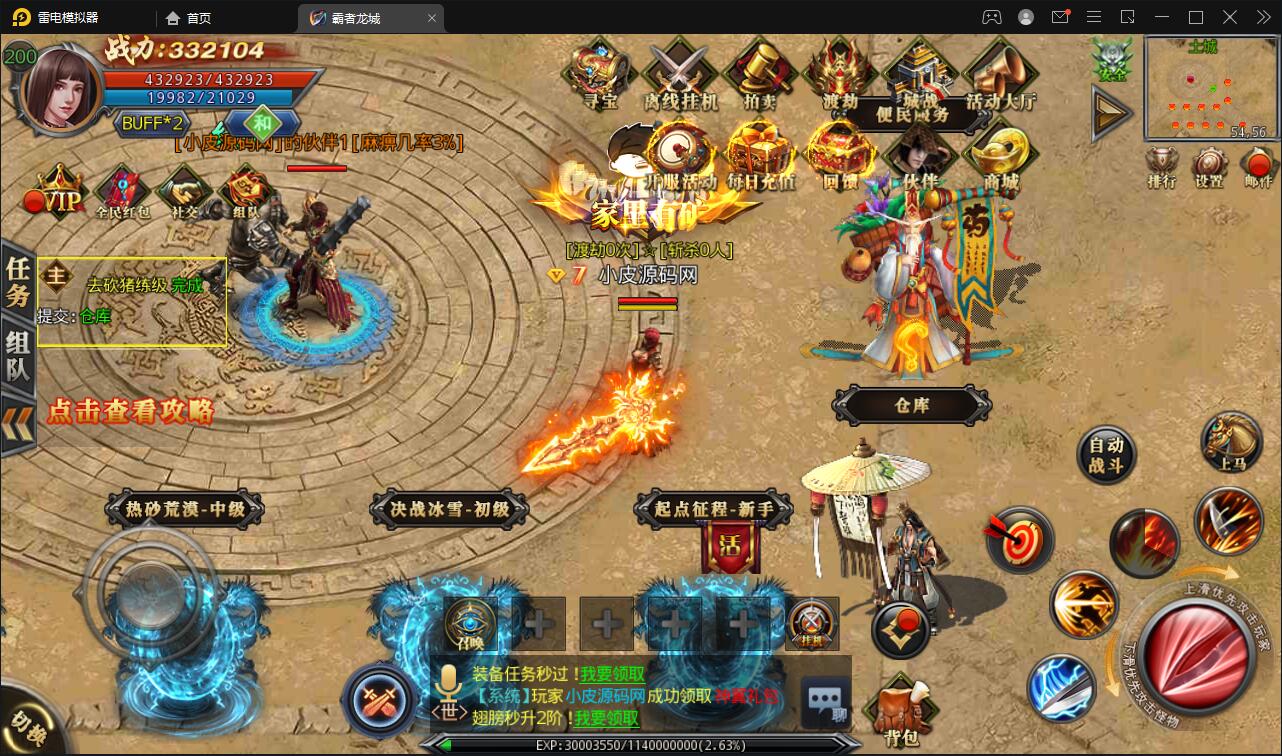 雷电模拟器
首页
霸者龙城
200
战力:332104
432923/432923
19982/21029
BUFF*2
和
[小皮源码网]的伙伴1[麻痹几率3%]
寻宝
离线挂机
拍卖
渡劫
城战
活动大厅
便民服务
安全
土城
54,56
VIP
全民红包
社交
组队
开服活动
每日充值
回馈
伙伴
商城
排行
设置
邮件
家里有矿
[渡劫0次]☆[斩杀0人]
7
小皮源码网
药
任务
主
去砍猪练级 完成
提交:仓库
组队
点击查看攻略
仓库
自动
战斗
上马
热砂荒漠-中级
决战冰雪-初级
起点征程-新手
活
上滑优先攻击玩家
下滑优先攻击怪物
召唤
挂机
装备任务秒过！我要领取
【系统】玩家小皮源码网成功领取神翼礼包
翅膀秒升2阶！我要领取
<世>
聊
背包
切换
EXP:30003550/1140000000(2.63%)